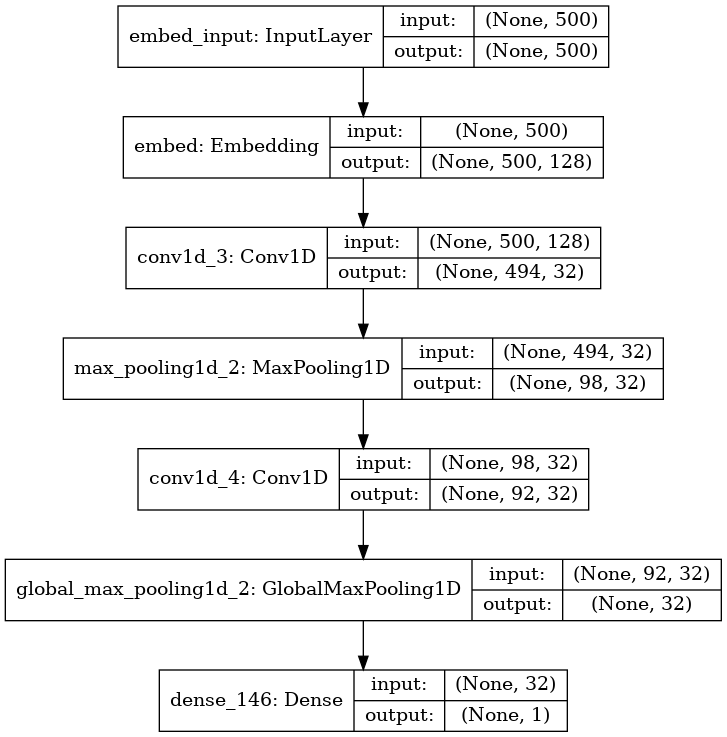 embed_input: InputLayer
input: (None, 500)
output: (None, 500)
embed: Embedding
input: (None, 500)
output: (None, 500, 128)
conv1d_3: Conv1D
input: (None, 500, 128)
output: (None, 494, 32)
max_pooling1d_2: MaxPooling1D
input: (None, 494, 32)
output: (None, 98, 32)
conv1d_4: Conv1D
input: (None, 98, 32)
output: (None, 92, 32)
global_max_pooling1d_2: GlobalMaxPooling1D
input: (None, 92, 32)
output: (None, 32)
dense_146: Dense
input: (None, 32)
output: (None, 1)